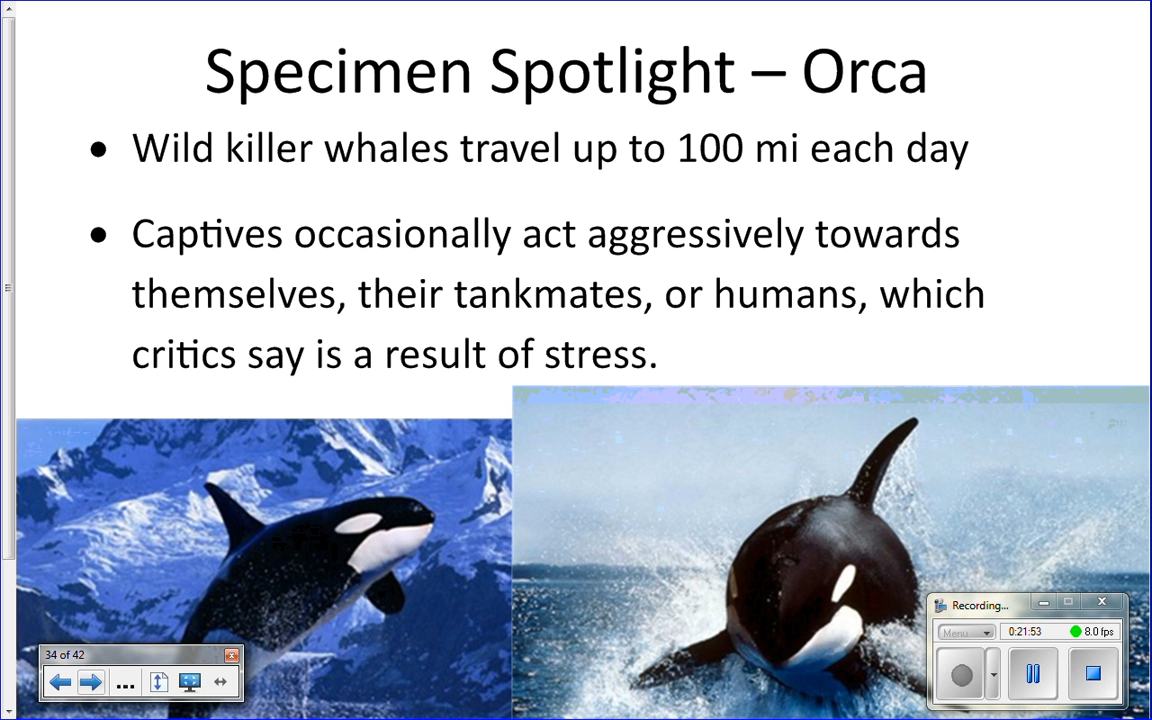 Specimen Spotlight – Orca
• Wild killer whales travel up to 100 mi each day
• Captives occasionally act aggressively towards
themselves, their tankmates, or humans, which
critics say is a result of stress.
34 of 42
...
Recording...
Menu
0:21:53
8.0 fps